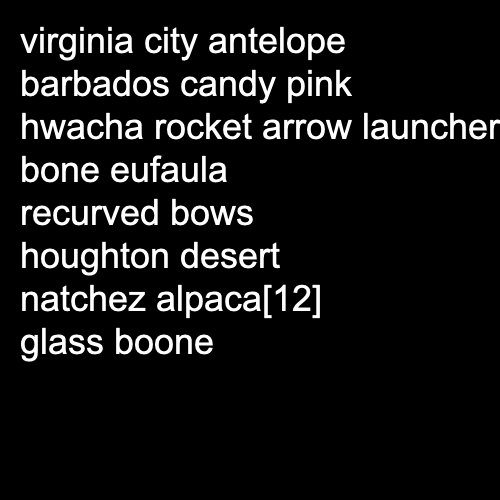 virginia city antelope
barbados candy pink
hwacha rocket arrow launcher
bone eufaula
recurved bows
houghton desert
natchez alpaca[12]
glass boone